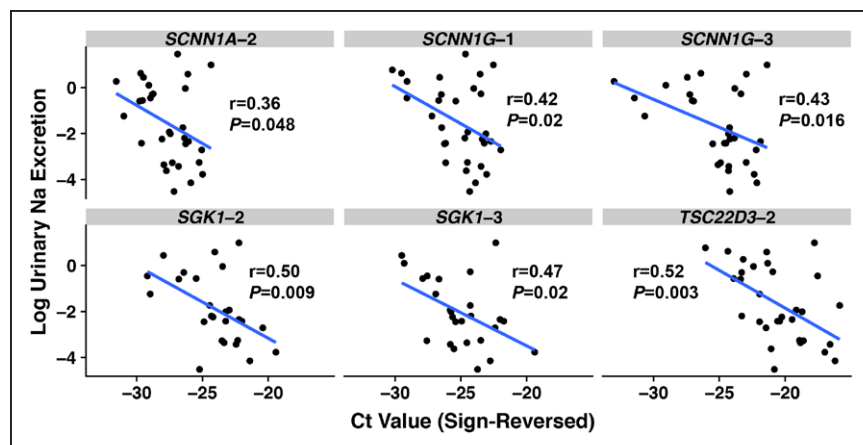 SCNN1A–2
SCNN1G–1
SCNN1G–3
r=0.36
P=0.048
r=0.42
P=0.02
r=0.43
P=0.016
0
–2
–4
SGK1–2
SGK1–3
TSC22D3–2
r=0.50
P=0.009
r=0.47
P=0.02
r=0.52
P=0.003
0
–2
–4
–30
–25
–20
–30
–25
–20
–30
–25
–20
Log Urinary Na Excretion
Ct Value (Sign-Reversed)